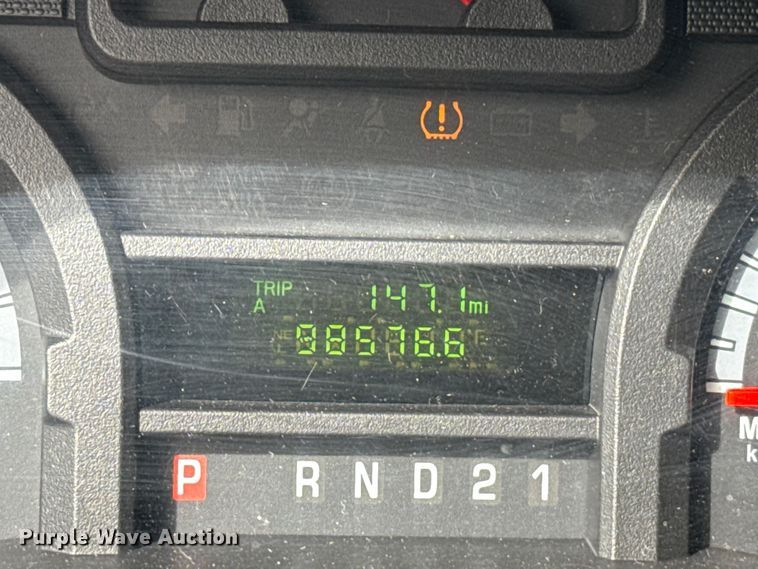 TRIP 147.1mi
A
98576.6
P R N D 2 1
M
k
Purple Wave Auction